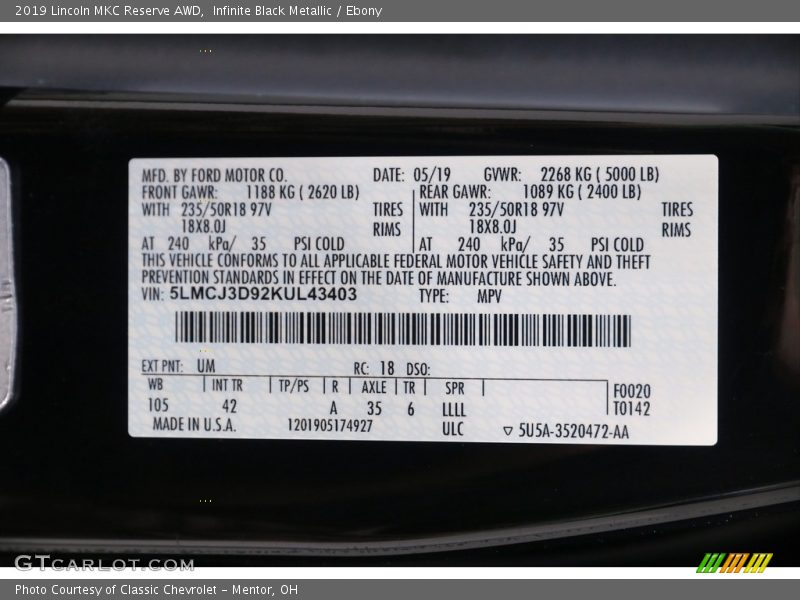 2019 Lincoln MKC Reserve AWD, Infinite Black Metallic / Ebony
MFD. BY FORD MOTOR CO. DATE: 05/19 GVWR: 2268 KG ( 5000 LB)
FRONT GAWR: 1188 KG ( 2620 LB) REAR GAWR: 1089 KG ( 2400 LB)
WITH 235/50R18 97V TIRES WITH 235/50R18 97V TIRES
18X8.0J RIMS 18X8.0J RIMS
AT 240 kPa/ 35 PSI COLD AT 240 kPa/ 35 PSI COLD
THIS VEHICLE CONFORMS TO ALL APPLICABLE FEDERAL MOTOR VEHICLE SAFETY AND THEFT
PREVENTION STANDARDS IN EFFECT ON THE DATE OF MANUFACTURE SHOWN ABOVE.
VIN: 5LMCJ3D92KUL43403 TYPE: MPV
EXT PNT: UM RC: 18 DSO:
WB INT TR TP/PS R AXLE TR SPR F0020
105 42 A 35 6 LLLL T0142
MADE IN U.S.A. 1201905174927 ULC ▽ 5U5A-3520472-AA
GTCARLOT.COM
Photo Courtesy of Classic Chevrolet - Mentor, OH